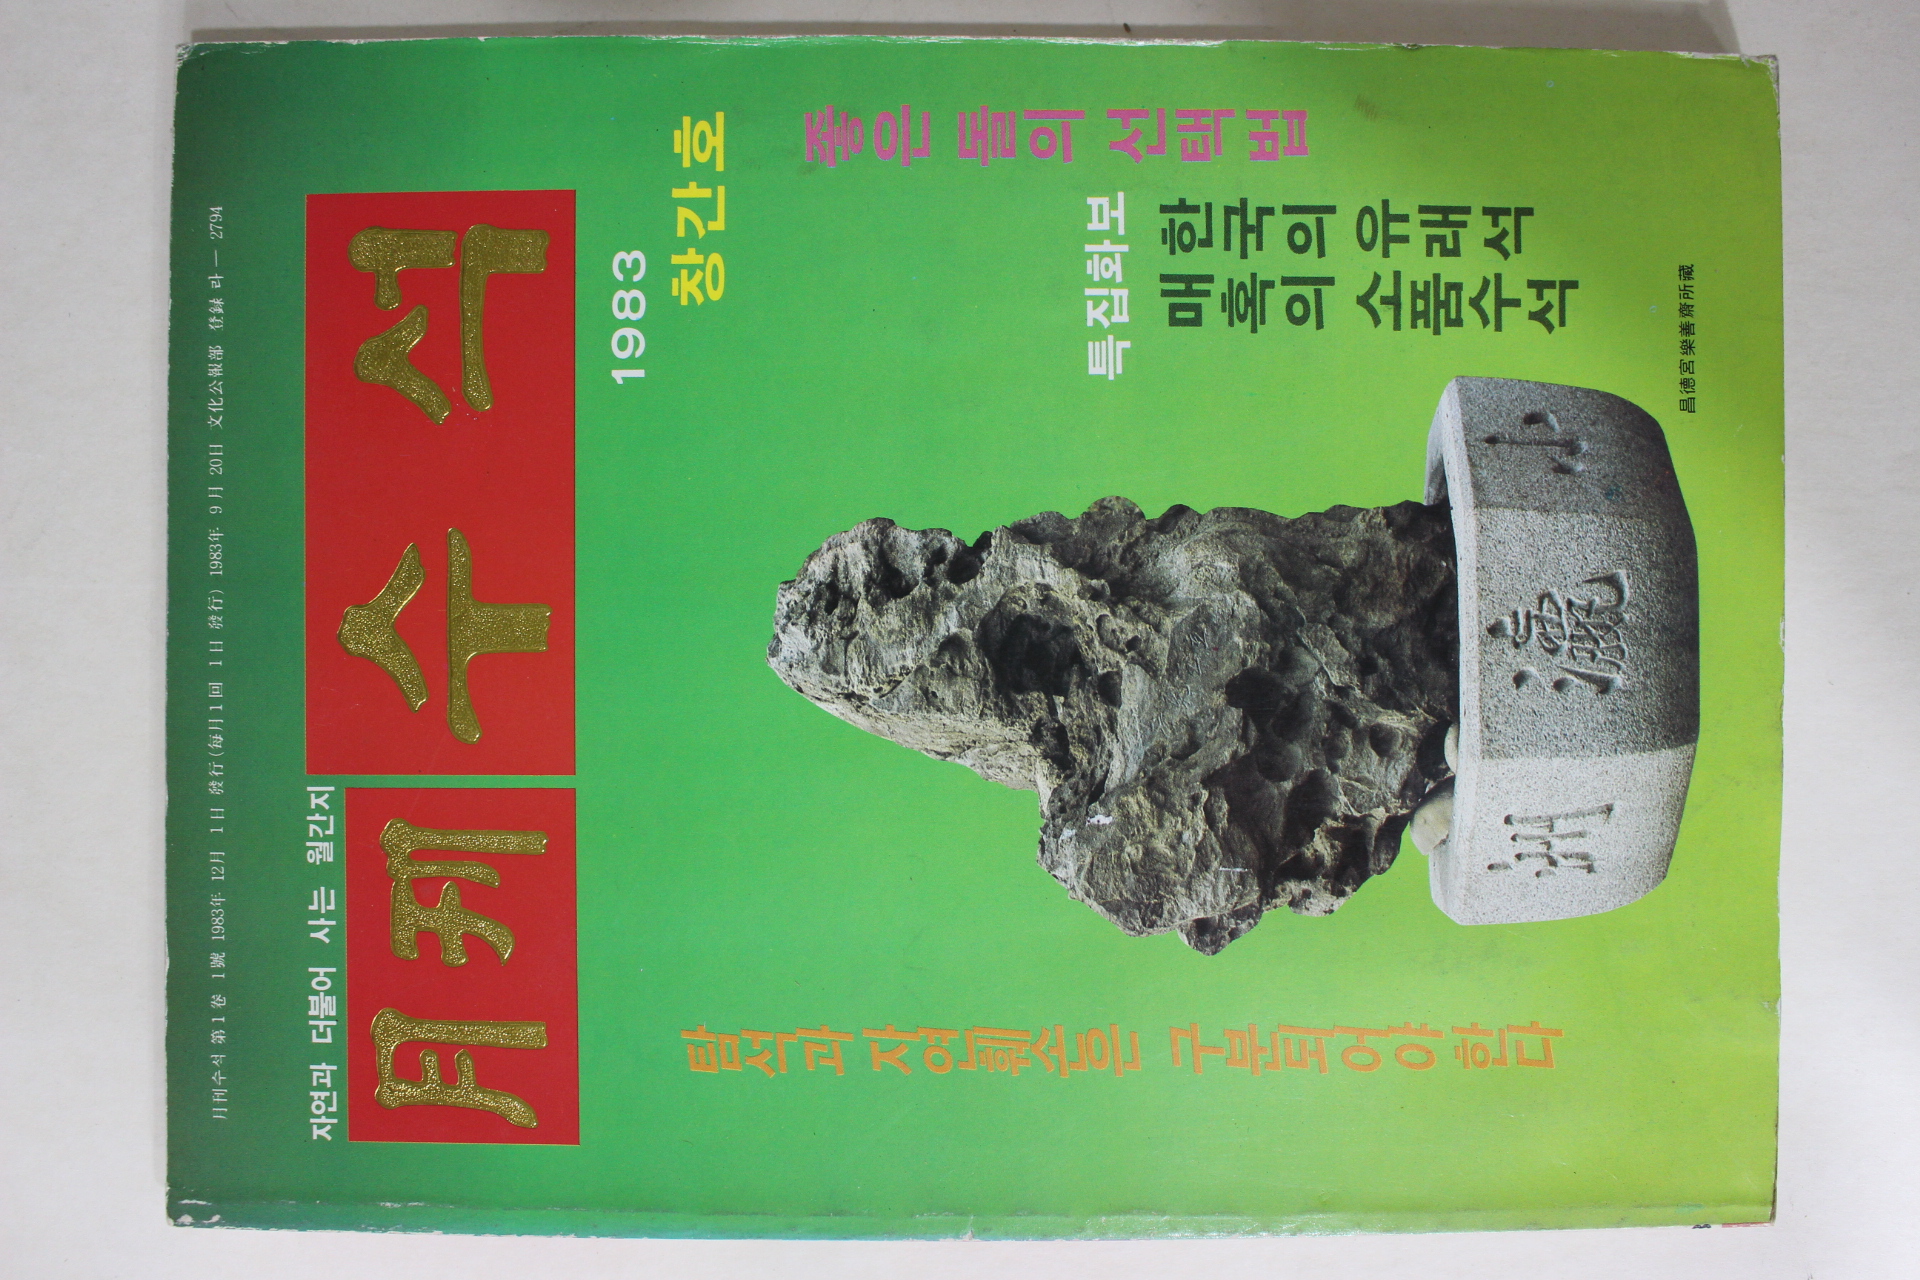 月刊수석 第1卷 1號 1983年 12月 1日 發行(每月1回 1日 發行) 1983年 9月 20日 文化公報部 登錄 라 ─ 2794
자연과 더불어 사는 월간지
月刊 수석
1983
창간호
좋은 돌의 선택법
특집화보
한국의 유래석
매혹의 소품수석
탐석과 자연훼손은 구분되어야 한다
小瀛洲
昌德宮樂善齋所藏